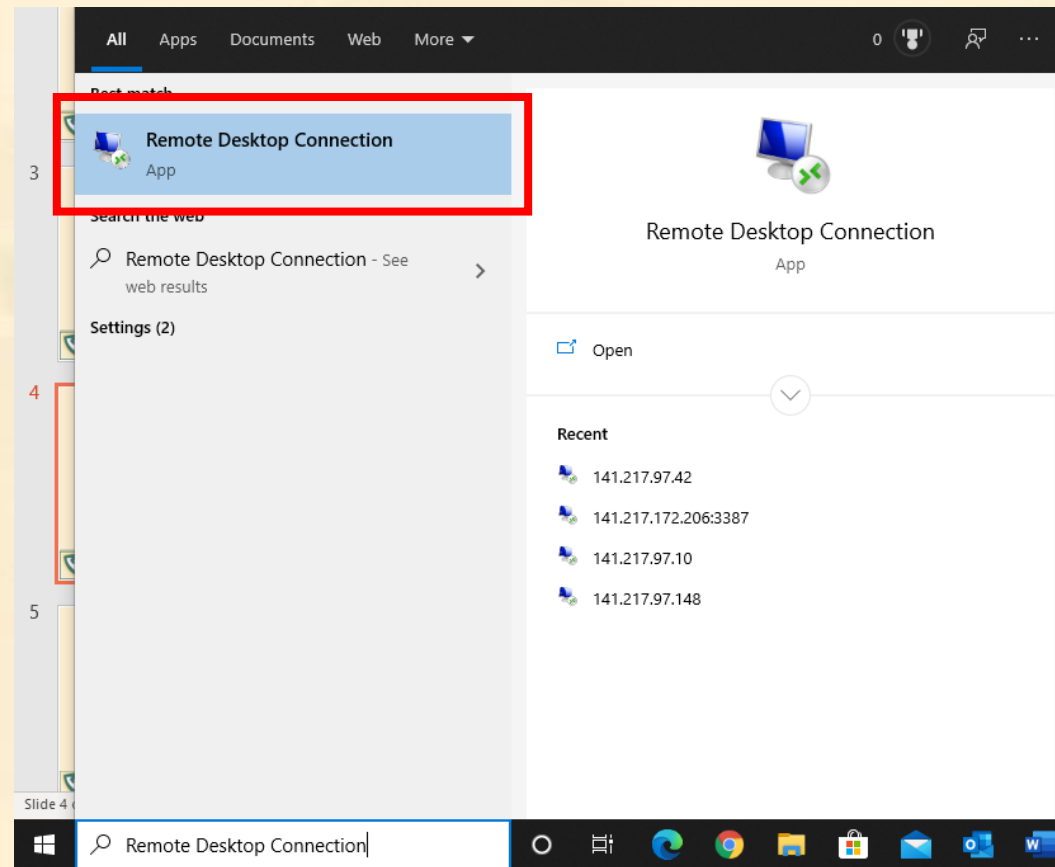 All Apps Documents Web More
0
Best match
Remote Desktop Connection
App
Search the web
Remote Desktop Connection - See
web results
Settings (2)
Remote Desktop Connection
App
Open
Recent
141.217.97.42
141.217.172.206:3387
141.217.97.10
141.217.97.148
3
4
5
Slide 4
Remote Desktop Connection